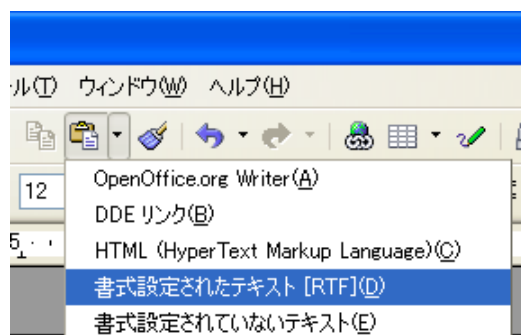 ール(T) ウィンドウ(W) ヘルプ(H)
12
OpenOffice.org Writer(A)
DDE リンク(B)
5
HTML (HyperText Markup Language)(C)
書式設定されたテキスト [RTF](D)
書式設定されていないテキスト(E)